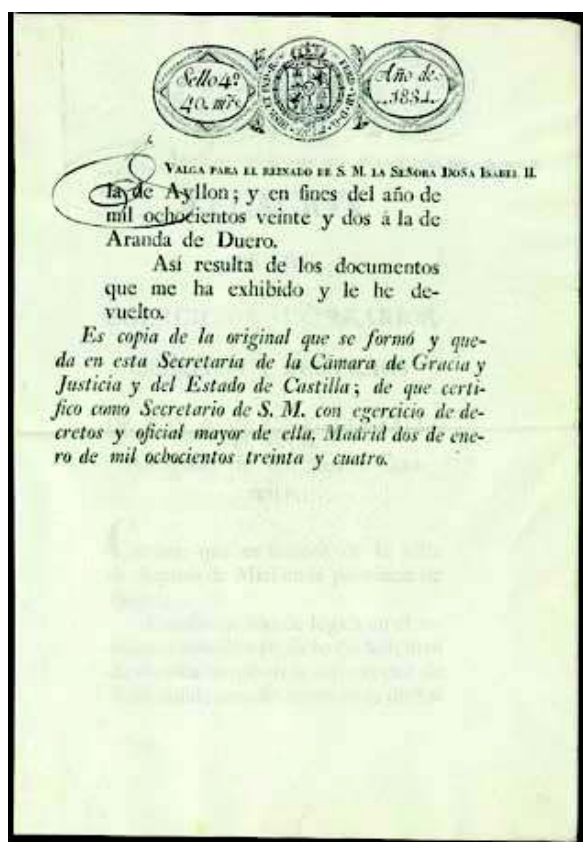 Sello 4º
40. mrs
Año de
1834.
VALGA PARA EL REINADO DE S. M. LA SEÑORA DOÑA ISABEL II.
la de Ayllon; y en fines del año de
mil ochocientos veinte y dos á la de
Aranda de Duero.
Así resulta de los documentos
que me ha exhibido y le he de-
vuelto.
Es copia de la original que se formó y que-
da en esta Secretaría de la Cámara de Gracia y
Justicia y del Estado de Castilla; de que certi-
fico como Secretario de S. M. con egercicio de de-
cretos y oficial mayor de ella. Madrid dos de ene-
ro de mil ochocientos treinta y cuatro.